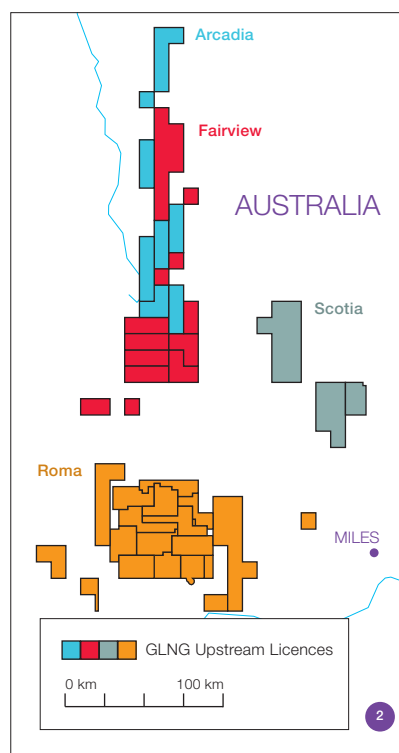 Arcadia
Fairview
AUSTRALIA
Scotia
Roma
MILES
GLNG Upstream Licences
0 km 100 km
2